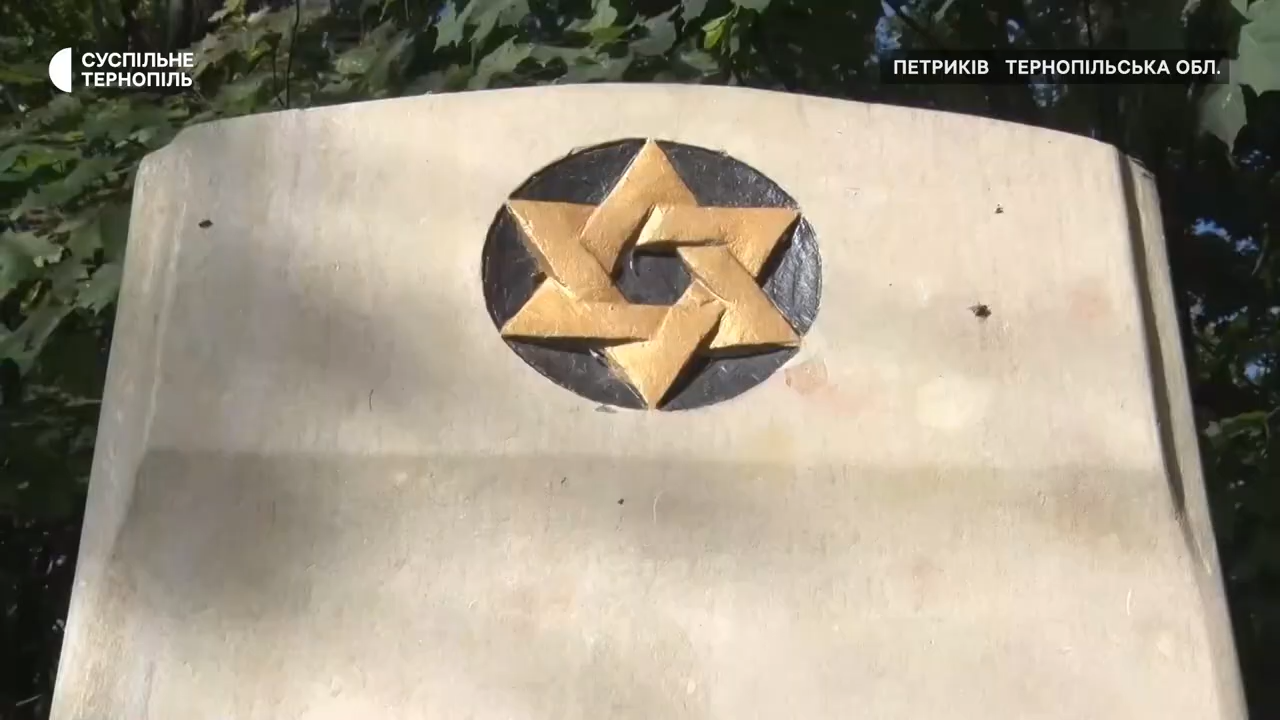 СУСПІЛЬНЕ
ТЕРНОПІЛЬ
ПЕТРИКІВ ТЕРНОПІЛЬСЬКА ОБЛ.